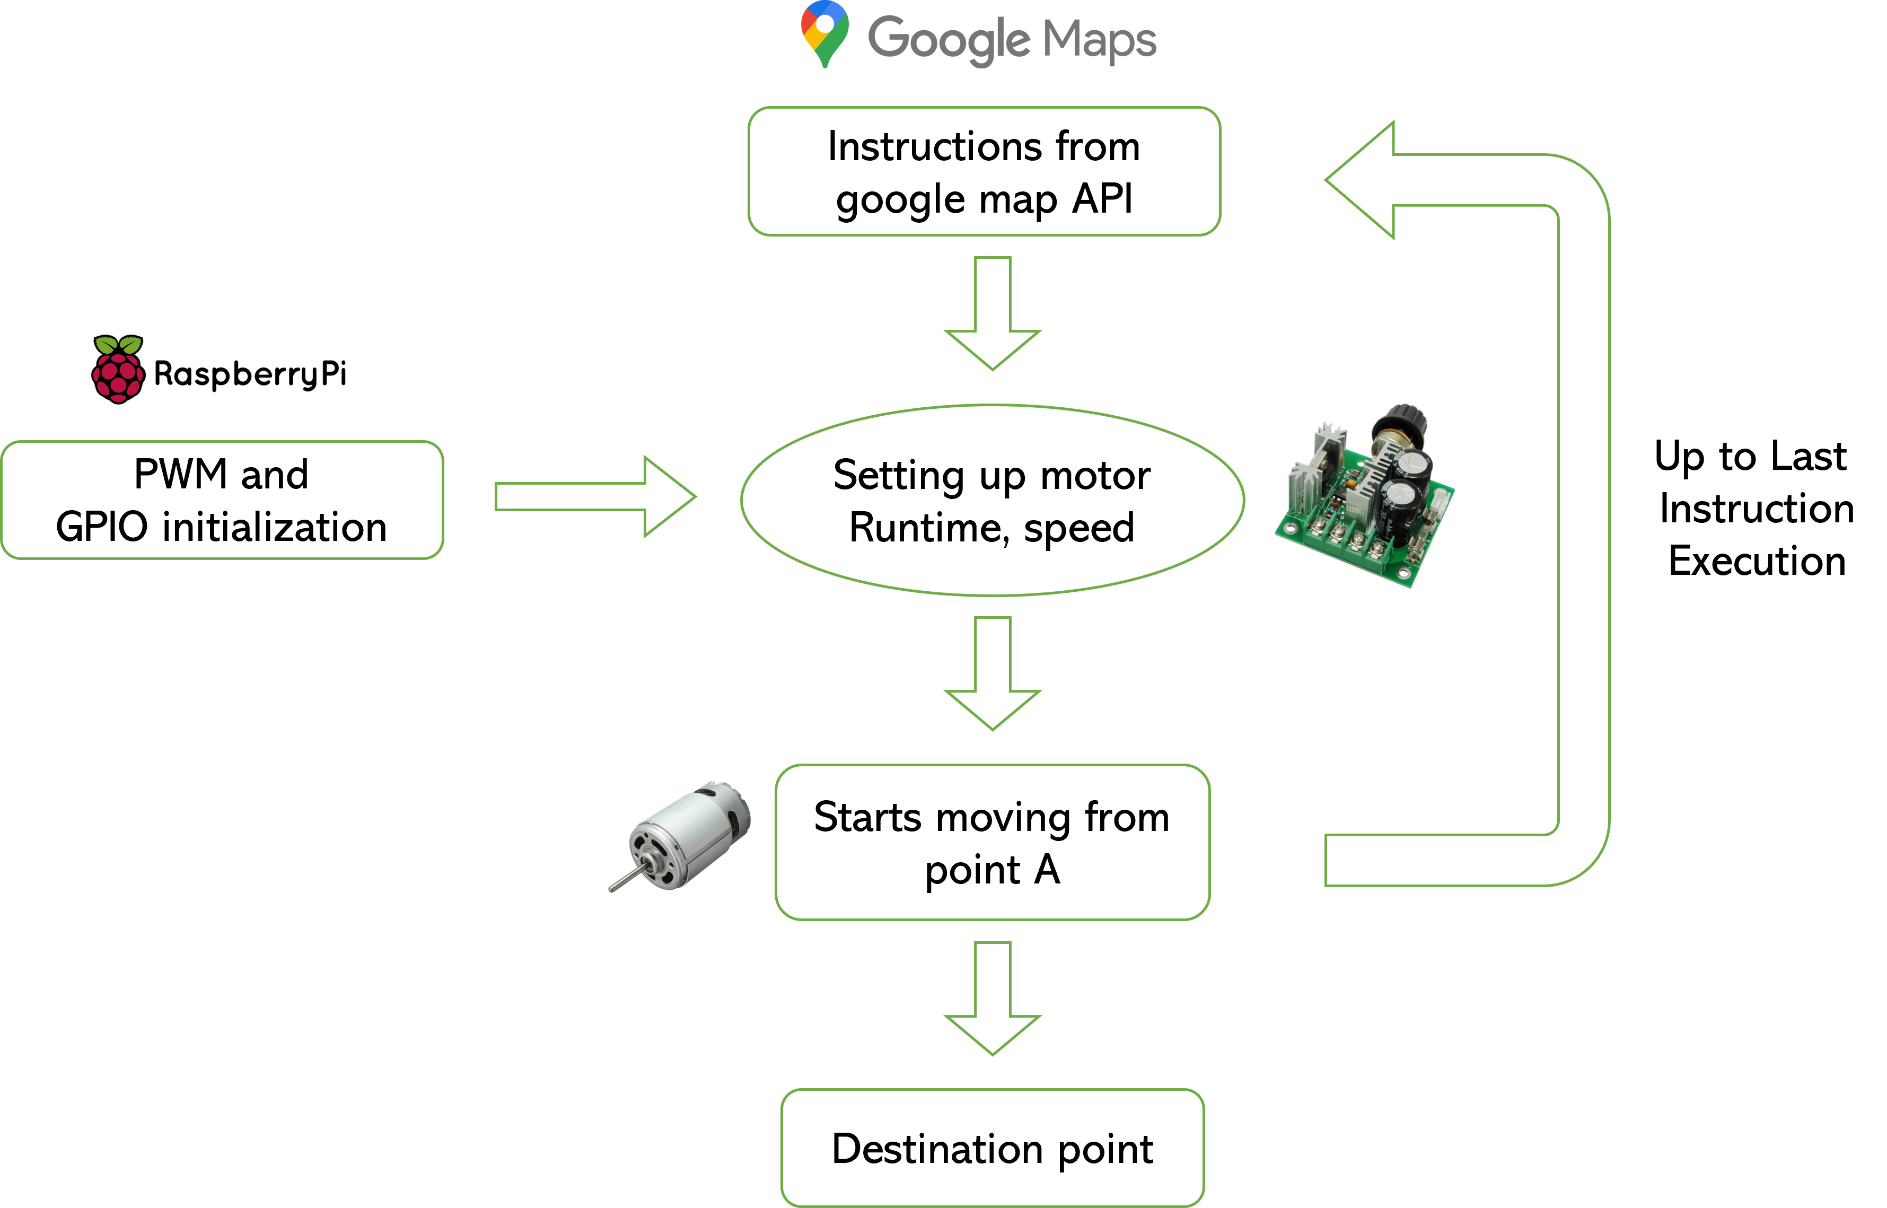 Google Maps
Instructions from
google map API
RaspberryPi
PWM and
GPIO initialization
Setting up motor
Runtime, speed
Up to Last
Instruction
Execution
Starts moving from
point A
Destination point